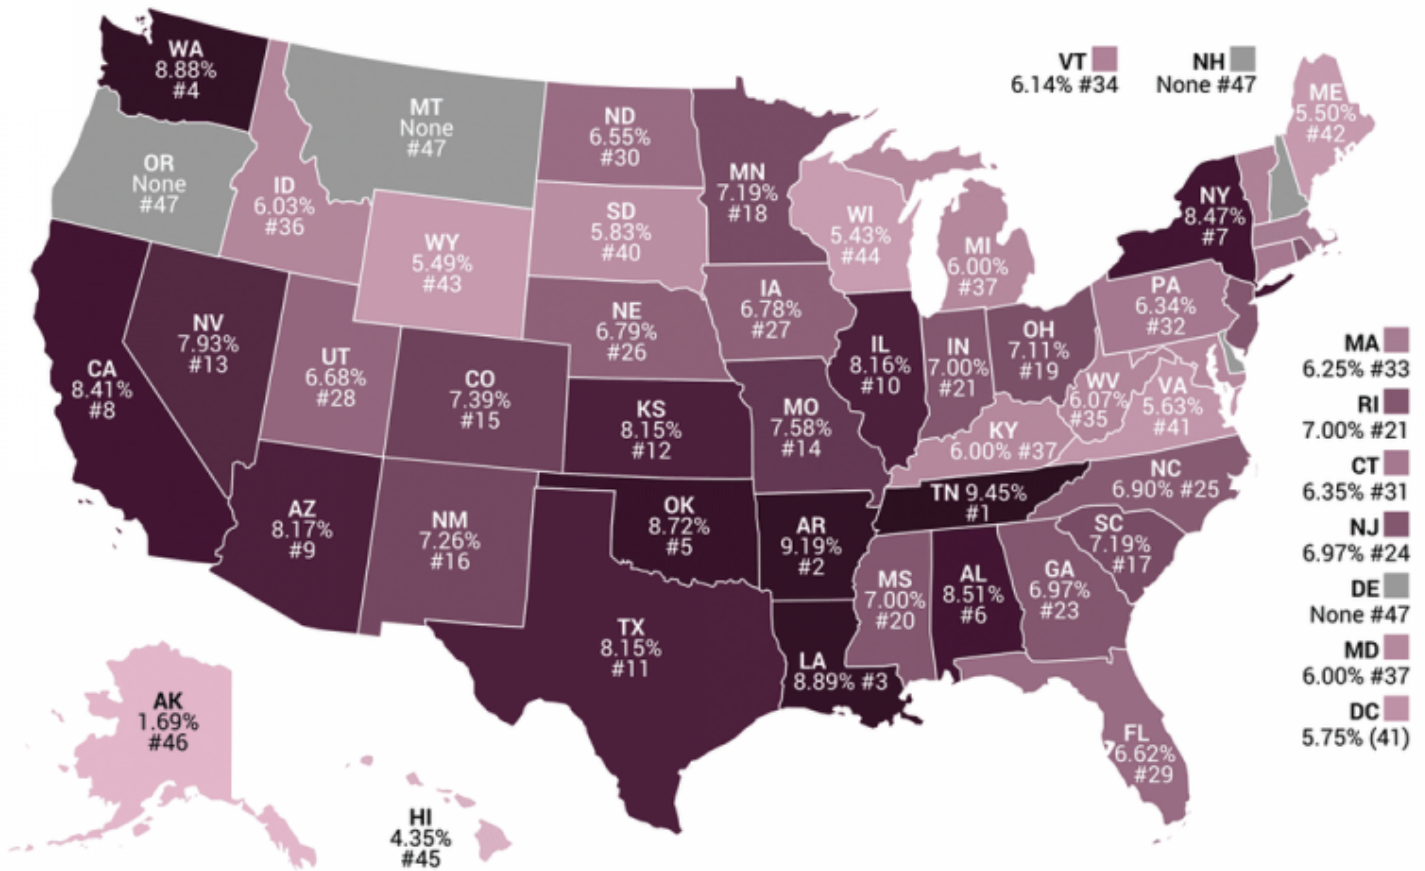 WA
8.88%
#4
MT
None
#47
OR
None
#47
ID
6.03%
#36
ND
6.55%
#30
MN
7.19%
#18
SD
5.83%
#40
WY
5.49%
#43
WI
5.43%
#44
MI
6.00%
#37
VT
6.14% #34
NH
None #47
ME
5.50%
#42
NY
8.47%
#7
PA
6.34%
#32
NV
7.93%
#13
CA
8.41%
#8
UT
6.68%
#28
CO
7.39%
#15
NE
6.79%
#26
IA
6.78%
#27
IL
8.16%
#10
IN
7.00%
#21
OH
7.11%
#19
WV
6.07%
#35
VA
5.63%
#41
KS
8.15%
#12
MO
7.58%
#14
KY
6.00% #37
TN 9.45%
#1
NC
6.90% #25
SC
7.19%
#17
AZ
8.17%
#9
NM
7.26%
#16
OK
8.72%
#5
AR
9.19%
#2
MS
7.00%
#20
AL
8.51%
#6
GA
6.97%
#23
TX
8.15%
#11
LA
8.89% #3
FL
6.62%
#29
AK
1.69%
#46
HI
4.35%
#45
MA
6.25% #33
RI
7.00% #21
CT
6.35% #31
NJ
6.97% #24
DE
None #47
MD
6.00% #37
DC
5.75% (41)